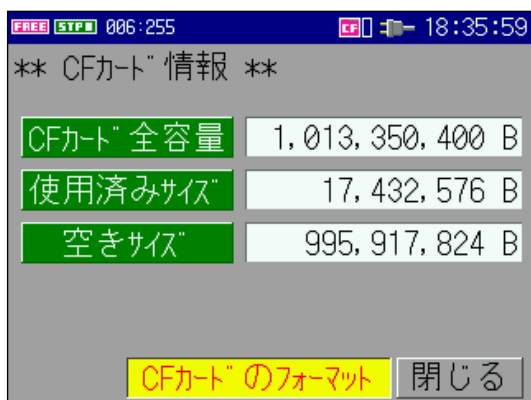 FREE STP■ 006:255 CF 18:35:59
** CFカード情報 **
CFカード全容量 1,013,350,400 B
使用済みサイズ 17,432,576 B
空きサイズ 995,917,824 B
CFカードのフォーマット 閉じる